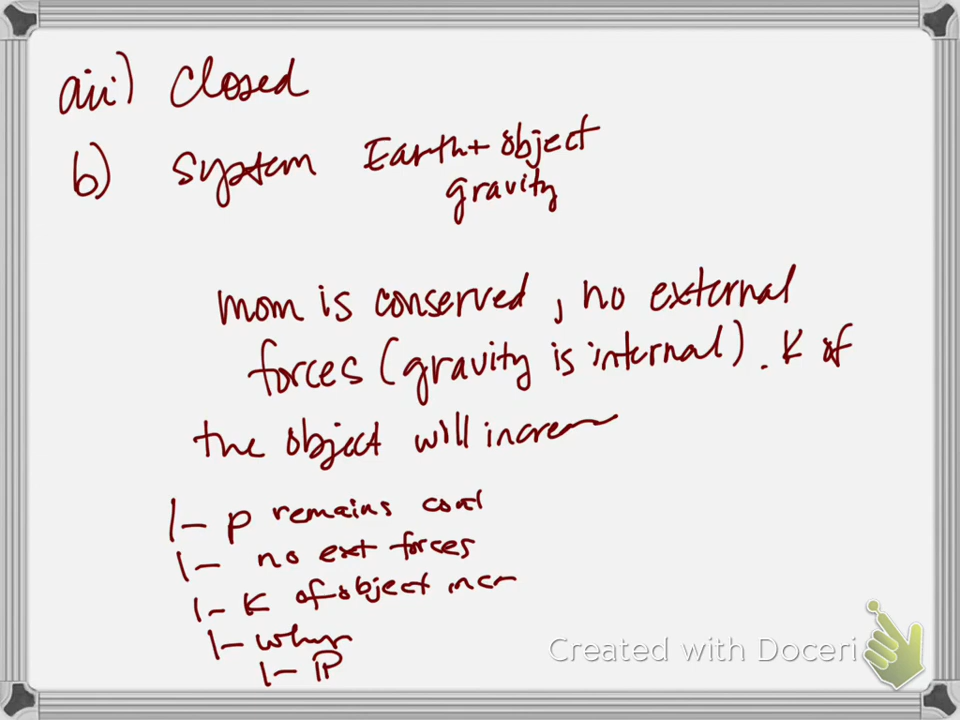 aiii) Closed
b) System Earth + object
gravity
mom is conserved, no external
forces (gravity is internal). K of
the object will increase
1- p remains const
1- no ext forces
1- K of object incr
1- why
1- P
Created with Doceri